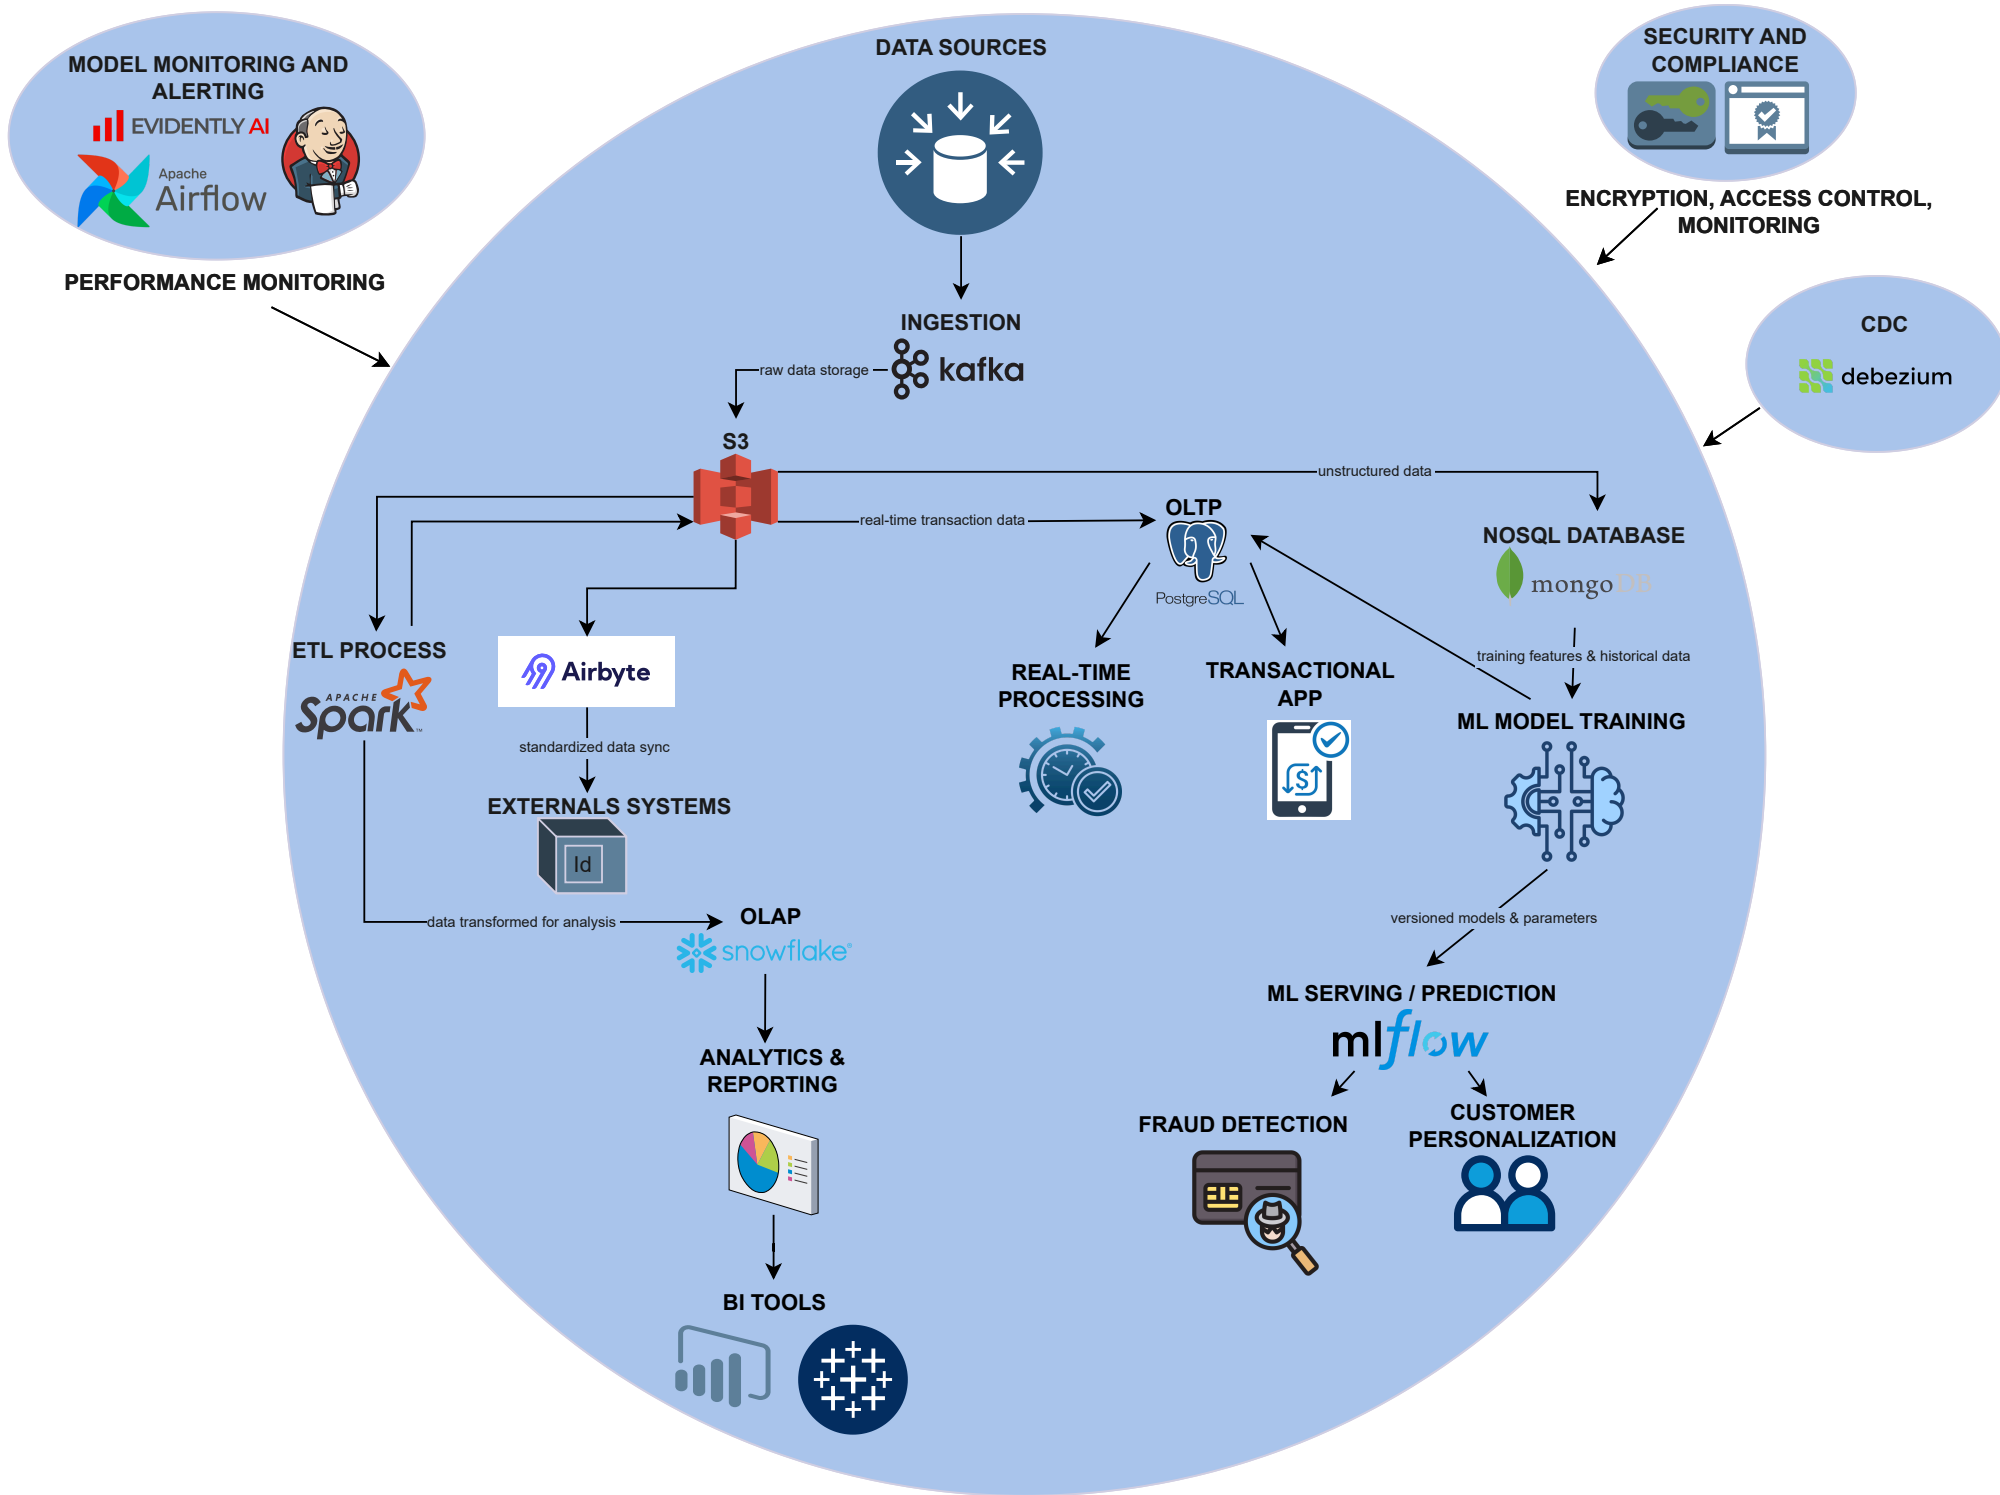 MODEL MONITORING AND
ALERTING
EVIDENTLY AI
Apache
Airflow
PERFORMANCE MONITORING
DATA SOURCES
SECURITY AND
COMPLIANCE
ENCRYPTION, ACCESS CONTROL,
MONITORING
CDC
debezium
INGESTION
kafka
raw data storage
S3
unstructured data
real-time transaction data
OLTP
PostgreSQL
NOSQL DATABASE
mongoDB
training features & historical data
ETL PROCESS
APACHE
Spark
TM
Airbyte
standardized data sync
EXTERNALS SYSTEMS
Id
REAL-TIME
PROCESSING
TRANSACTIONAL
APP
$
ML MODEL TRAINING
data transformed for analysis
OLAP
snowflake®
versioned models & parameters
ML SERVING / PREDICTION
mlflow
ANALYTICS &
REPORTING
FRAUD DETECTION
CUSTOMER
PERSONALIZATION
BI TOOLS